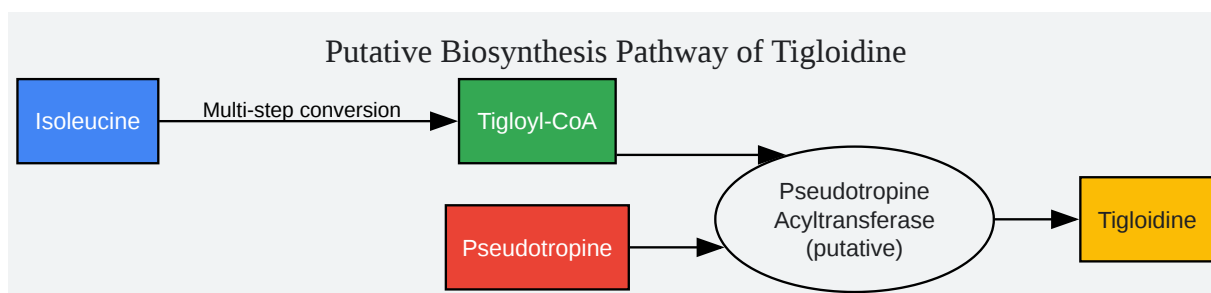 Putative Biosynthesis Pathway of Tigloidine
Isoleucine
Multi-step conversion
Tigloyl-CoA
Pseudotropine
Pseudotropine
Acyltransferase
(putative)
Tigloidine